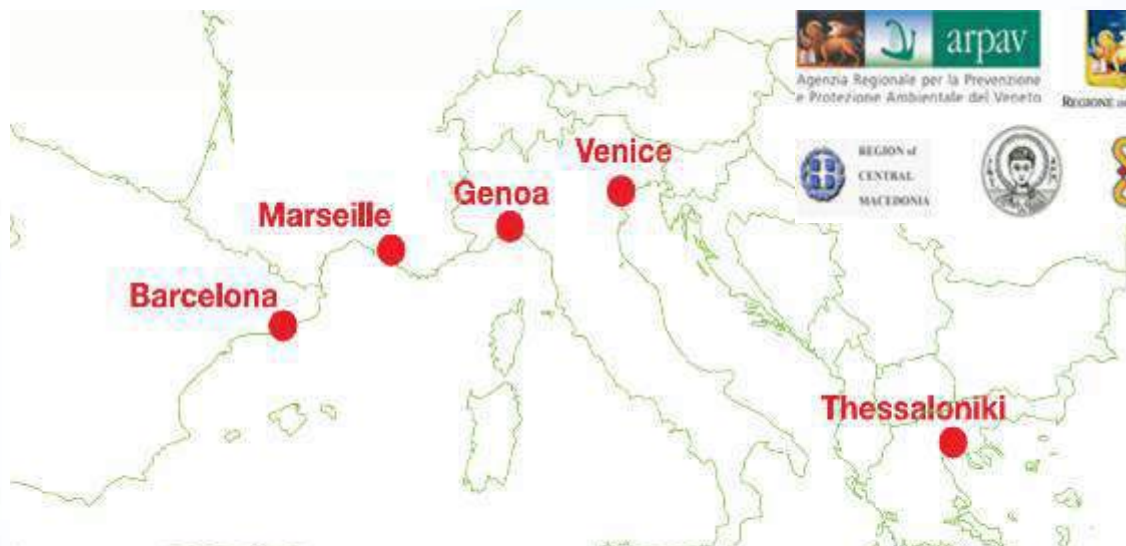 arpav
Agenzia Regionale per la Prevenzione
e Protezione Ambientale del Veneto
REGIONE
REGION of
CENTRAL
MACEDONIA
Venice
Genoa
Marseille
Barcelona
Thessaloniki